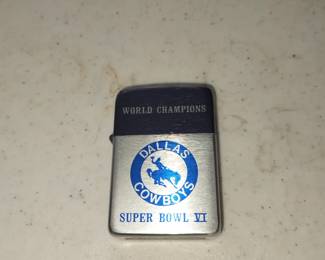 WORLD CHAMPIONS
DALLAS
COWBOYS
SUPER BOWL VI